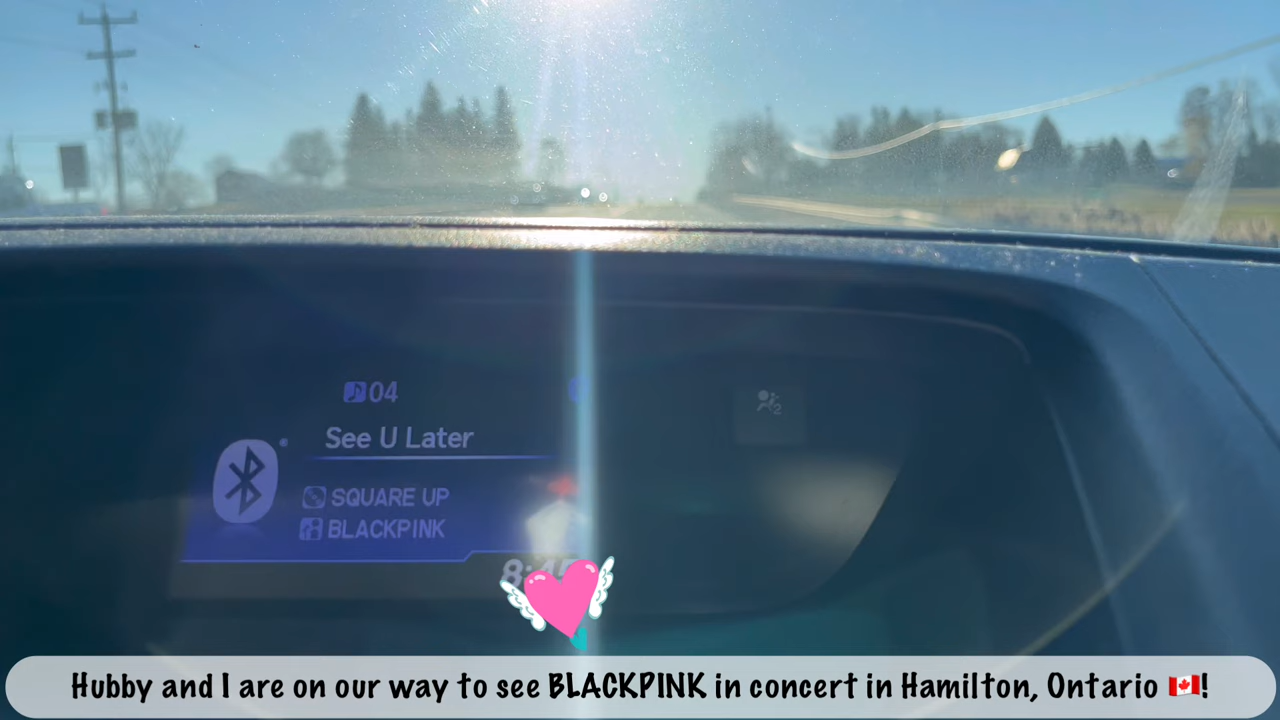 04
See U Later
SQUARE UP
BLACKPINK
Hubby and I are on our way to see BLACKPINK in concert in Hamilton, Ontario 🇨🇦!